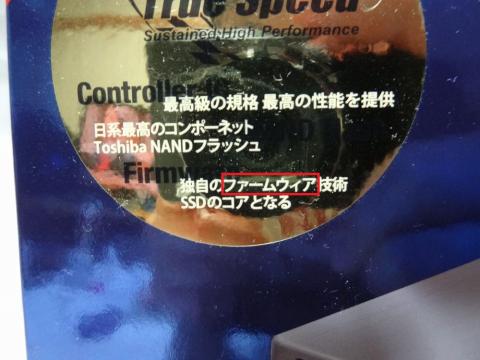 True Speed
Sustained High Performance
Controller IC
最高級の規格 最高の性能を提供
日系最高のコンポーネット
Toshiba NANDフラッシュ
Firmw
独自のファームウィア技術
SSDのコアとなる